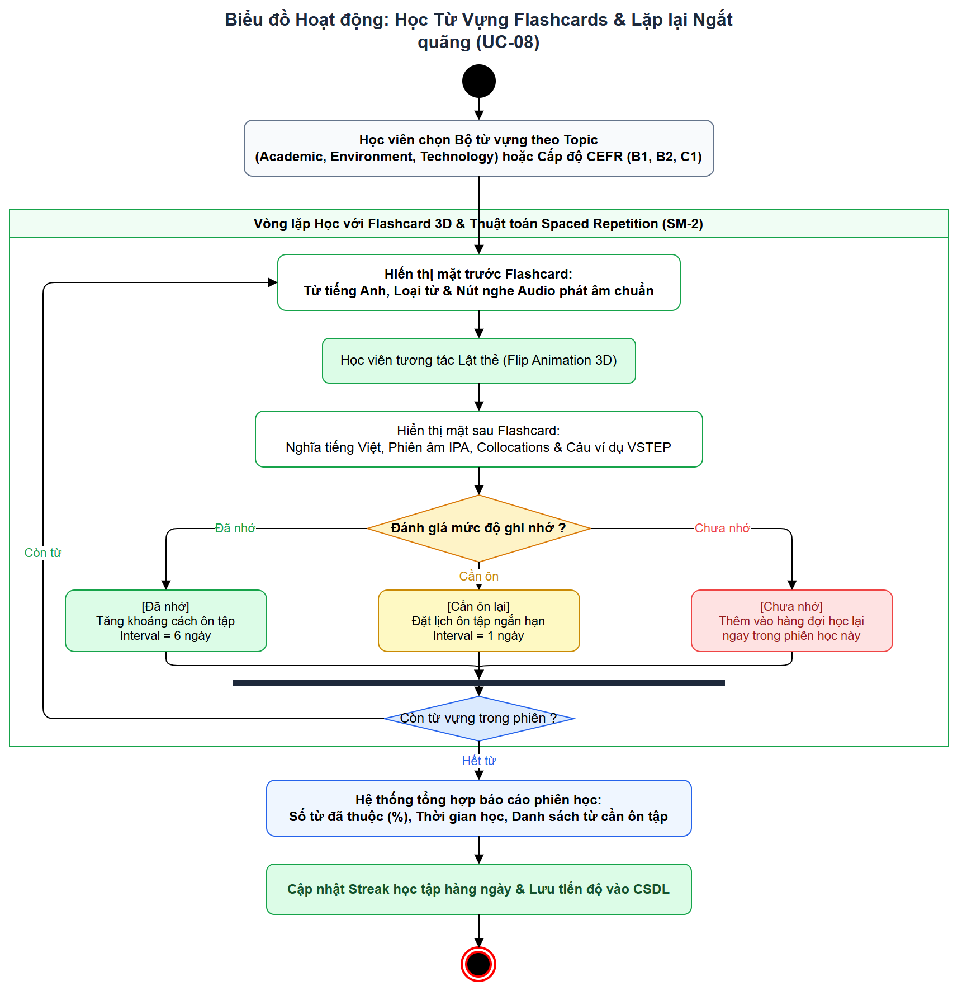 Biểu đồ Hoạt động: Học Từ Vựng Flashcards & Lặp lại Ngắt
quãng (UC-08)
Học viên chọn Bộ từ vựng theo Topic
(Academic, Environment, Technology) hoặc Cấp độ CEFR (B1, B2, C1)
Vòng lặp Học với Flashcard 3D & Thuật toán Spaced Repetition (SM-2)
Hiển thị mặt trước Flashcard:
Từ tiếng Anh, Loại từ & Nút nghe Audio phát âm chuẩn
Học viên tương tác Lật thẻ (Flip Animation 3D)
Hiển thị mặt sau Flashcard:
Nghĩa tiếng Việt, Phiên âm IPA, Collocations & Câu ví dụ VSTEP
Đánh giá mức độ ghi nhớ ?
Đã nhớ
Chưa nhớ
Còn từ
Cần ôn
[Đã nhớ]
Tăng khoảng cách ôn tập
Interval = 6 ngày
[Cần ôn lại]
Đặt lịch ôn tập ngắn hạn
Interval = 1 ngày
[Chưa nhớ]
Thêm vào hàng đợi học lại
ngay trong phiên học này
Còn từ vựng trong phiên ?
Hết từ
Hệ thống tổng hợp báo cáo phiên học:
Số từ đã thuộc (%), Thời gian học, Danh sách từ cần ôn tập
Cập nhật Streak học tập hàng ngày & Lưu tiến độ vào CSDL